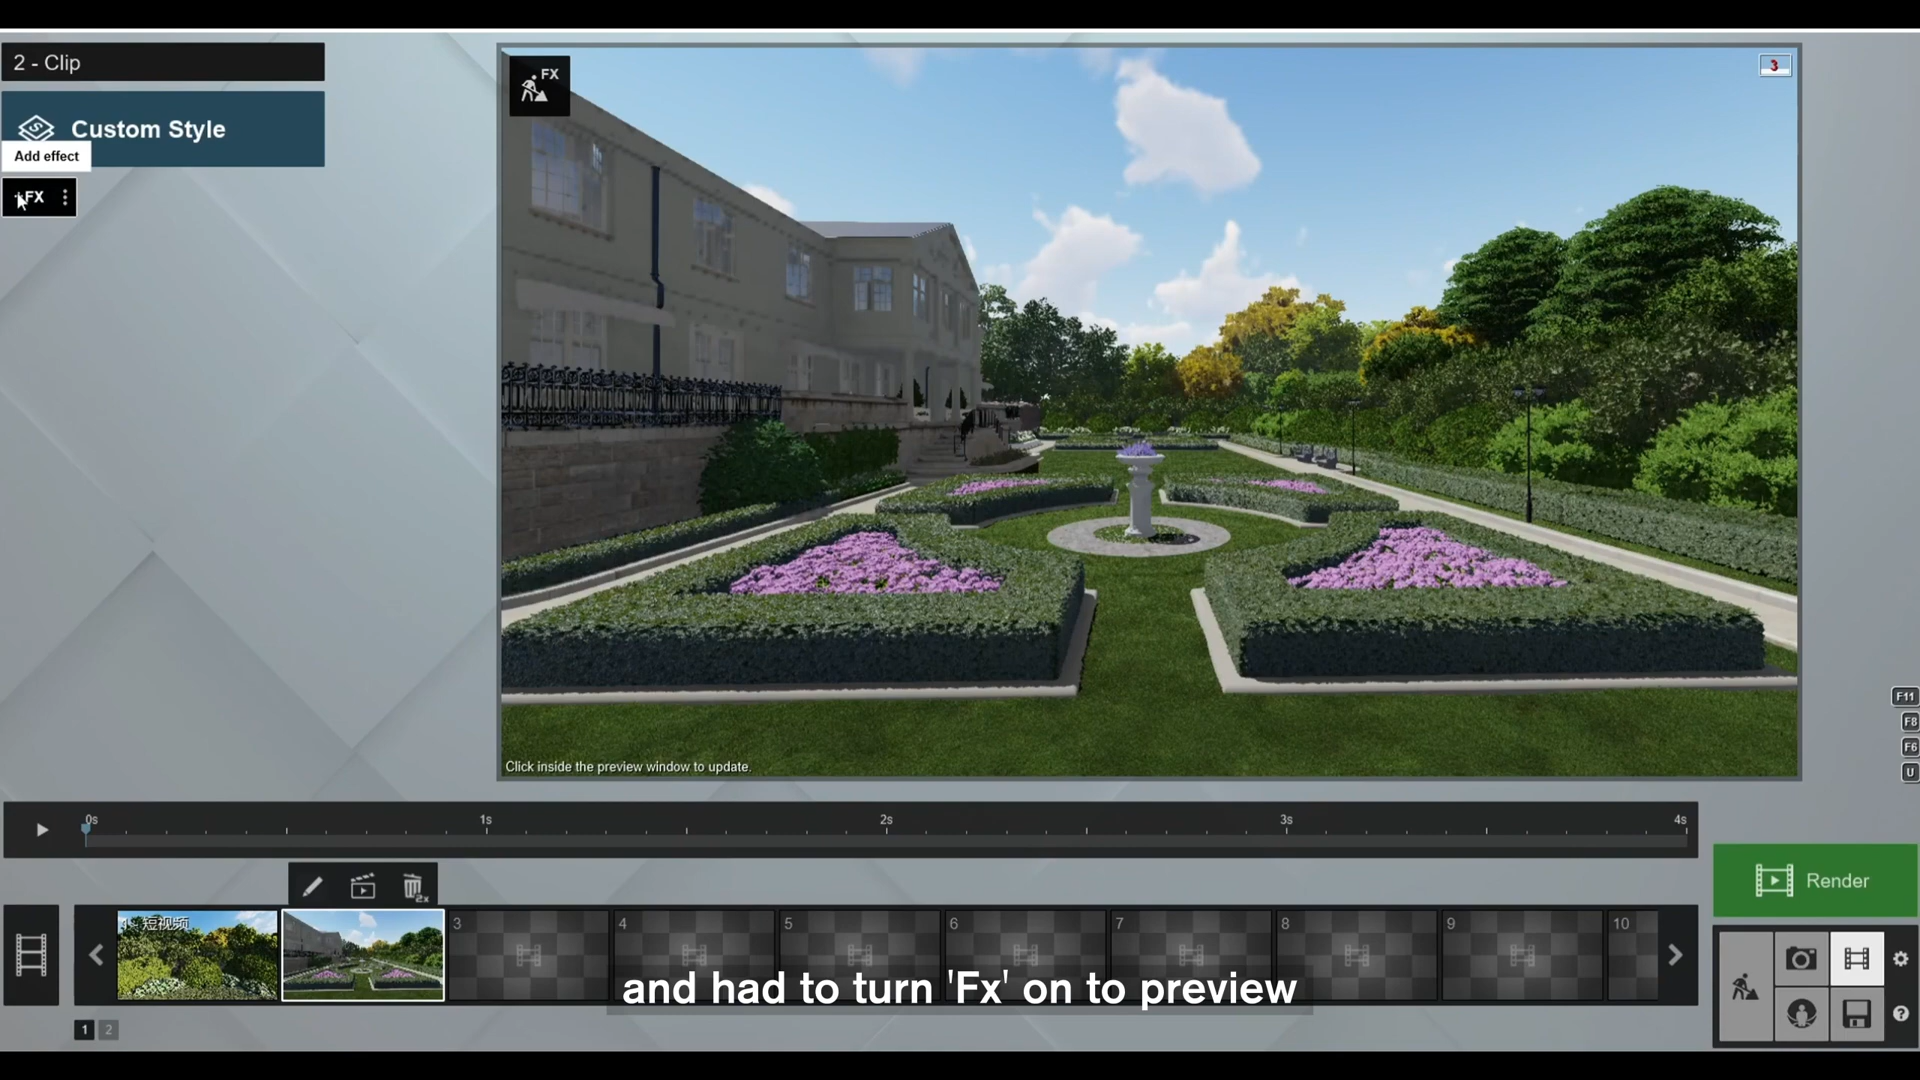 2 - Clip
Custom Style
Add effect
+FX
FX
3
Click inside the preview window to update.
F11
F8
F6
U
0s
1s
2s
3s
4s
2x
Render
短视频
3
4
5
6
7
8
9
10
and had to turn 'Fx' on to preview
1
2
?